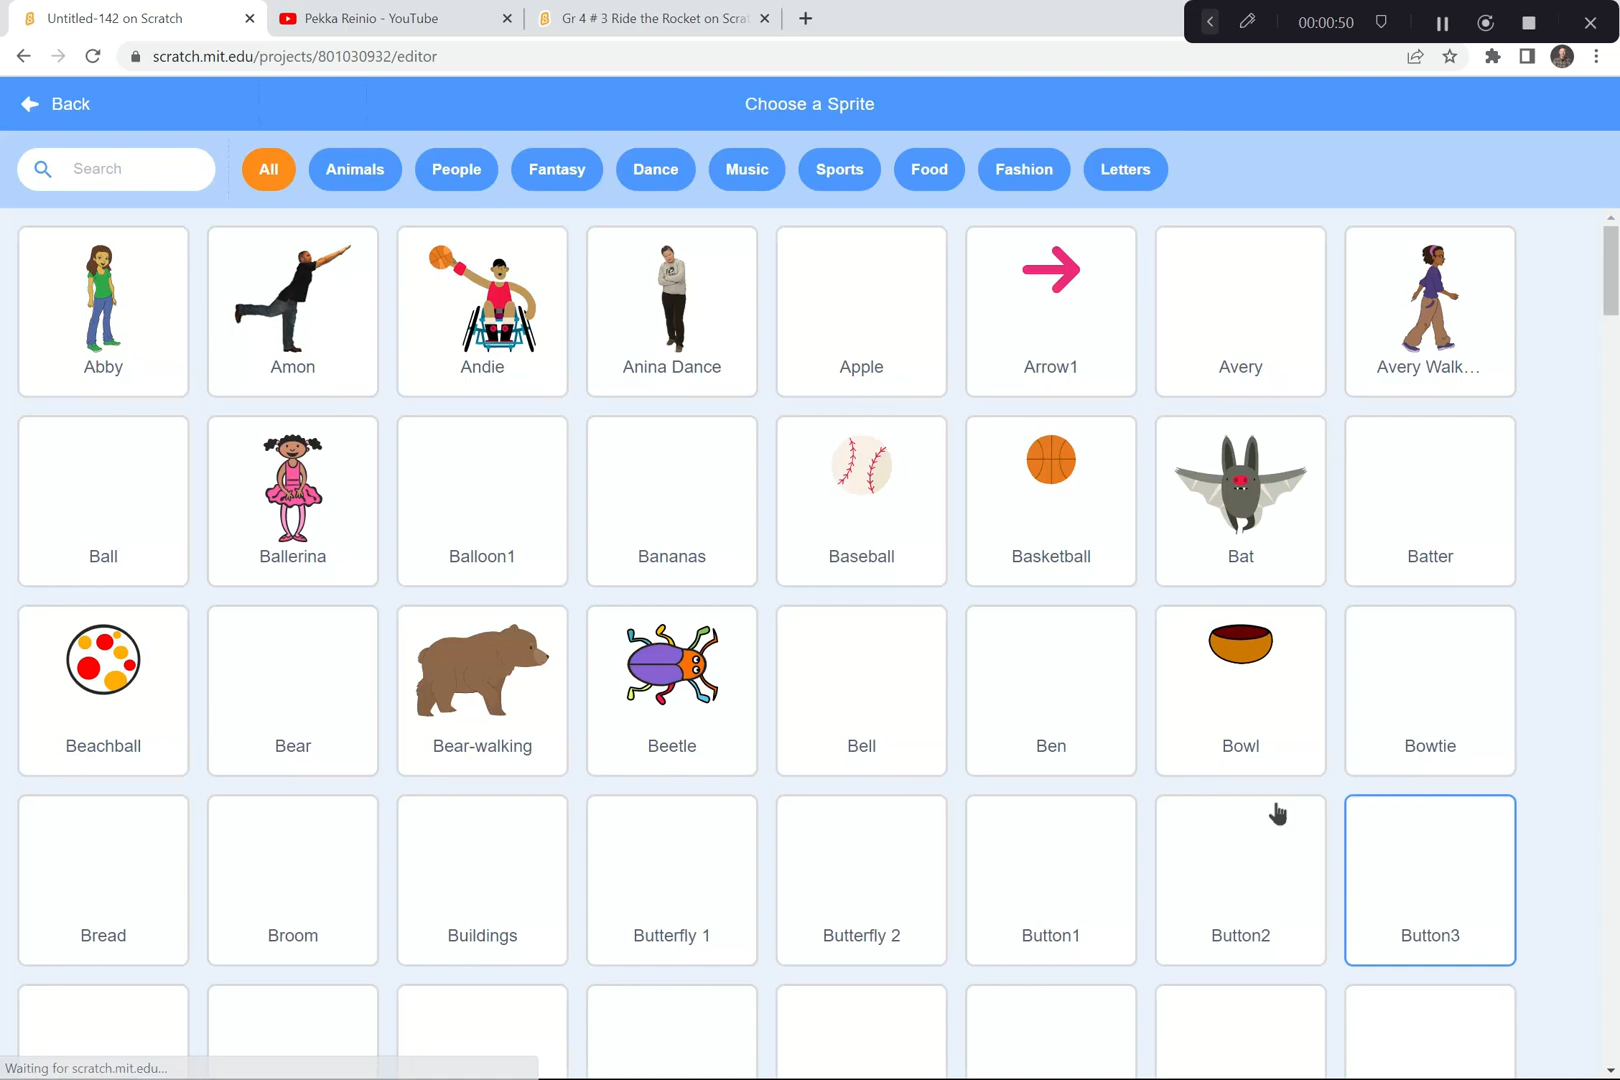 Untitled-142 on Scratch
Pekka Reinio - YouTube
Gr 4 # 3 Ride the Rocket on Scra
00:00:50
scratch.mit.edu/projects/801030932/editor
Back
Choose a Sprite
Search
All
Animals
People
Fantasy
Dance
Music
Sports
Food
Fashion
Letters
Abby
Amon
Andie
Anina Dance
Apple
Arrow1
Avery
Avery Walk...
Ball
Ballerina
Balloon1
Bananas
Baseball
Basketball
Bat
Batter
Beachball
Bear
Bear-walking
Beetle
Bell
Ben
Bowl
Bowtie
Bread
Broom
Buildings
Butterfly 1
Butterfly 2
Button1
Button2
Button3
Waiting for scratch.mit.edu...